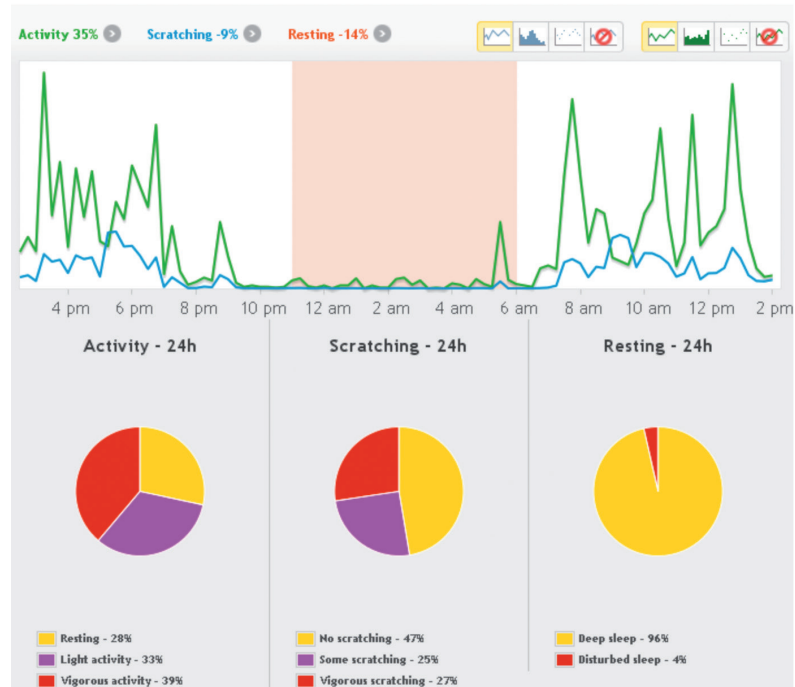 Activity 35% Scratching -9% Resting -14%
4 pm 6 pm 8 pm 10 pm 12 am 2 am 4 am 6 am 8 am 10 am 12 pm 2 pm
Activity - 24h Scratching - 24h Resting - 24h
Resting - 28% No scratching - 47% Deep sleep - 96%
Light activity - 33% Some scratching - 25% Disturbed sleep - 4%
Vigorous activity - 39% Vigorous scratching - 27%